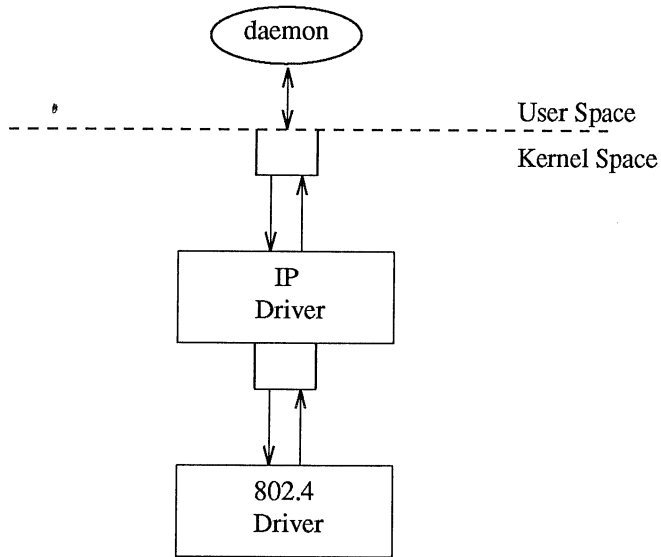 daemon
User Space
Kernel Space
IP
Driver
802.4
Driver